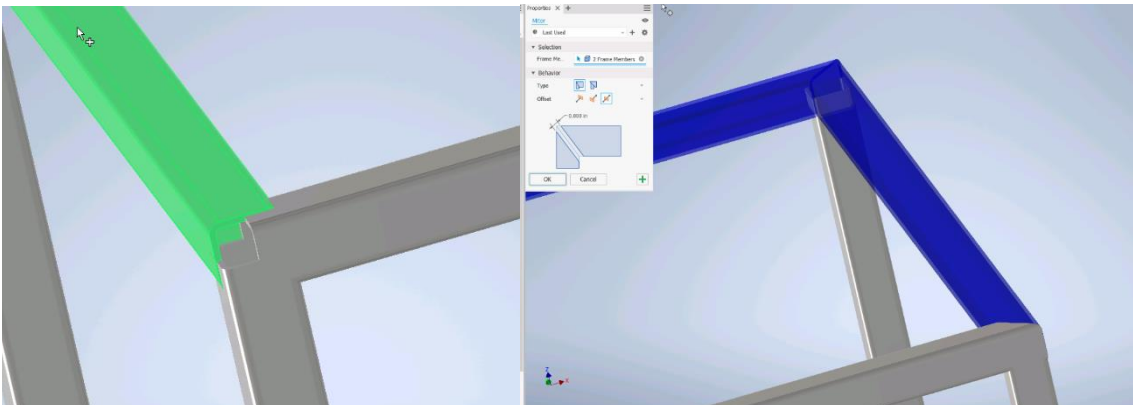 Properties × +
Miter
Last Used
Selection
Frame Me..
2 Frame Members
Behavior
Type
Offset
0.000 in
OK
Cancel
Z
X